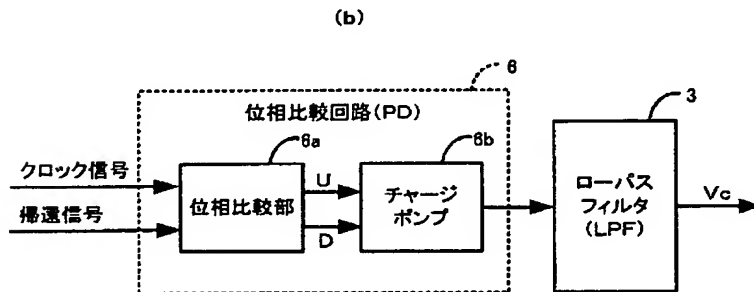 (b)
6
位相比較回路(PD)
3
6a
6b
クロック信号
帰還信号
位相比較部
U
D
チャージ
ポンプ
ローパス
フィルタ
(LPF)
Vc